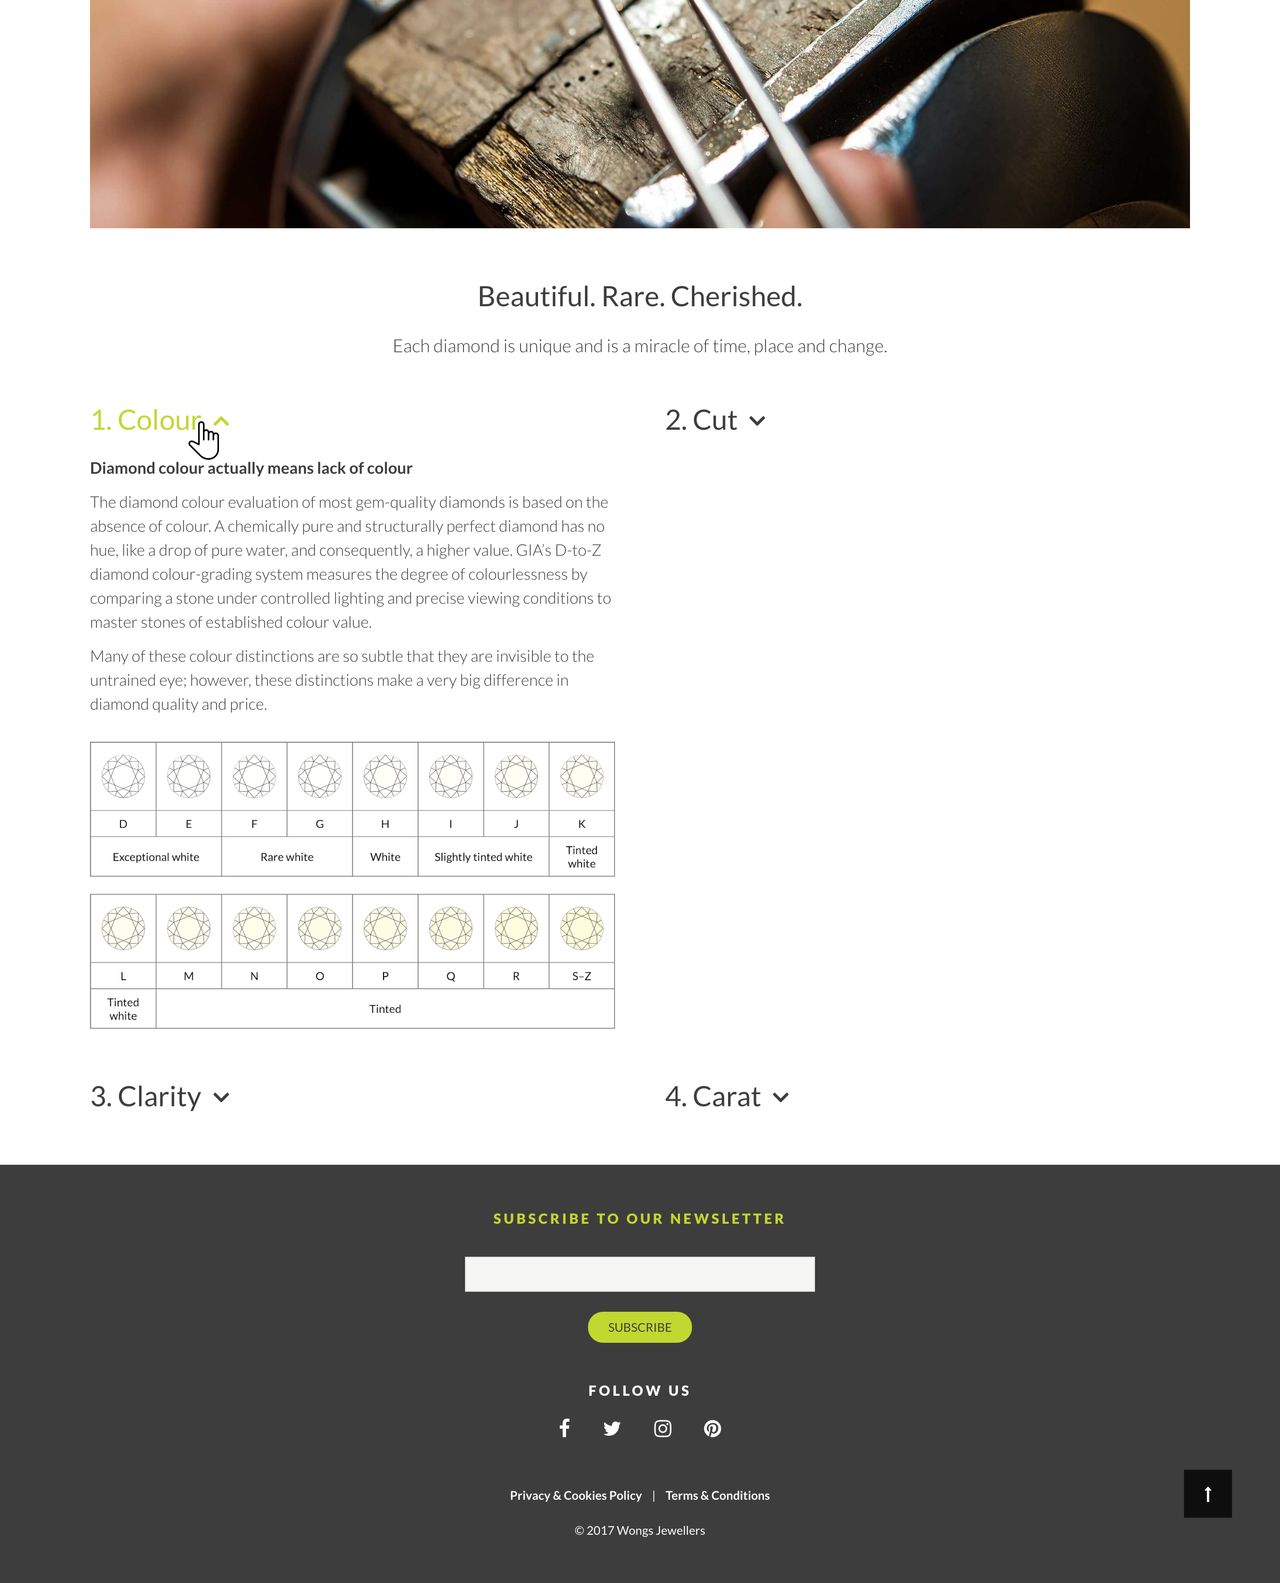 Beautiful. Rare. Cherished.
Each diamond is unique and is a miracle of time, place and change.
1. Colour
2. Cut
Diamond colour actually means lack of colour
The diamond colour evaluation of most gem-quality diamonds is based on the
absence of colour. A chemically pure and structurally perfect diamond has no
hue, like a drop of pure water, and consequently, a higher value. GIA’s D-to-Z
diamond colour-grading system measures the degree of colourlessness by
comparing a stone under controlled lighting and precise viewing conditions to
master stones of established colour value.
Many of these colour distinctions are so subtle that they are invisible to the
untrained eye; however, these distinctions make a very big difference in
diamond quality and price.
D E F G H I J K
Exceptional white Rare white White Slightly tinted white Tinted
white
L M N O P Q R S–Z
Tinted
white
Tinted
3. Clarity
4. Carat
SUBSCRIBE TO OUR NEWSLETTER
SUBSCRIBE
FOLLOW US
Privacy & Cookies Policy | Terms & Conditions
© 2017 Wongs Jewellers